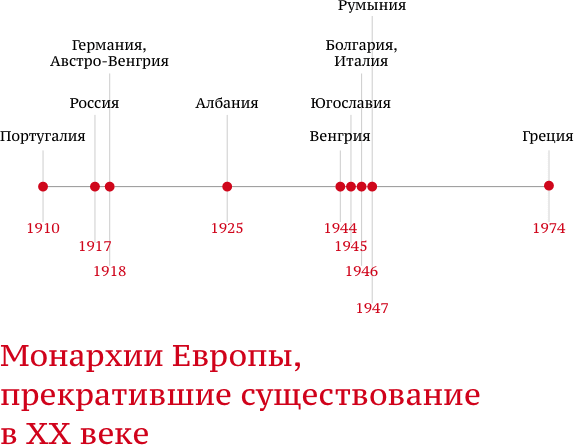 Румыния
Германия,
Австро-Венгрия
Болгария,
Италия
Россия
Албания
Югославия
Португалия
Венгрия
Греция
1910
1925
1944
1974
1917
1945
1918
1946
1947
Монархии Европы,
прекратившие существование
в XX веке